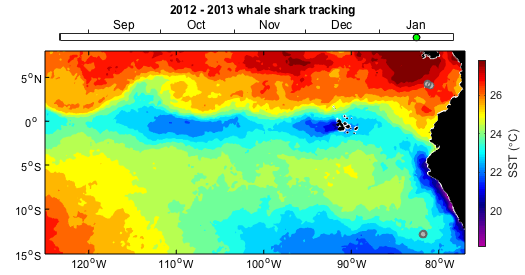 2012 - 2013 whale shark tracking
Sep Oct Nov Dec Jan
5°N
0°
5°S
10°S
15°S
120°W 110°W 100°W 90°W 80°W
26
24
22
20
SST (°C)